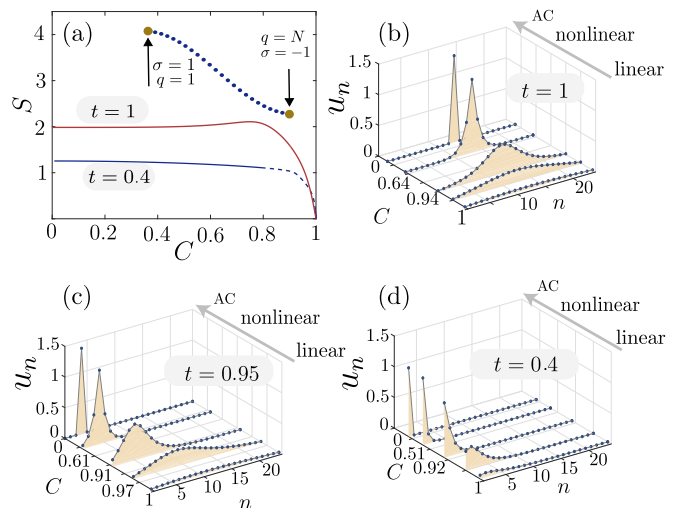 (a)
S
4
3
2
1
σ = 1
q = 1
q = N
σ = −1
t = 1
t = 0.4
0
0.2
0.4
0.6
0.8
1
C
(b)
AC
nonlinear
linear
t = 1
u_n
1.5
1
0.5
0
0
0.64
0.94
1
C
10
20
n
(c)
AC
nonlinear
linear
t = 0.95
u_n
1.5
1
0.5
0
0
0.61
0.91
0.97
1
C
5
10
15
20
n
(d)
AC
nonlinear
linear
t = 0.4
u_n
1.5
1
0.5
0
0
0.51
0.92
1
C
5
10
15
20
n